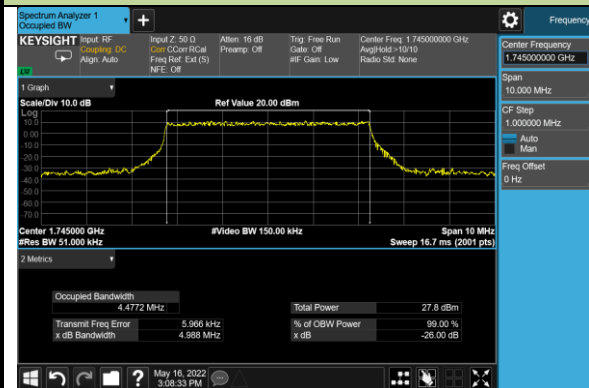 Spectrum Analyzer 1
Occupied BW
Frequency
KEYSIGHT
Input: RF
Coupling: DC
Align: Auto
Input Z: 50 Ω
Corr CCorr RCal
Freq Ref: Ext (S)
NFE: Off
Atten: 16 dB
Preamp: Off
Trig: Free Run
Gate: Off
#IF Gain: Low
Center Freq: 1.745000000 GHz
Avg|Hold:>10/10
Radio Std: None
Center Frequency
1.745000000 GHz
Span
10.000 MHz
CF Step
1.000000 MHz
Auto
Man
Freq Offset
0 Hz
1 Graph
Scale/Div 10.0 dB
Ref Value 20.00 dBm
Log
10.0
0.00
-10.0
-20.0
-30.0
-40.0
-50.0
-60.0
-70.0
Center 1.745000 GHz
#Video BW 150.00 kHz
Span 10 MHz
#Res BW 51.000 kHz
Sweep 16.7 ms (2001 pts)
2 Metrics
Occupied Bandwidth
4.4772 MHz
Total Power
27.8 dBm
Transmit Freq Error
5.966 kHz
% of OBW Power
99.00 %
x dB Bandwidth
4.988 MHz
x dB
-26.00 dB
?
May 16, 2022
3:08:33 PM